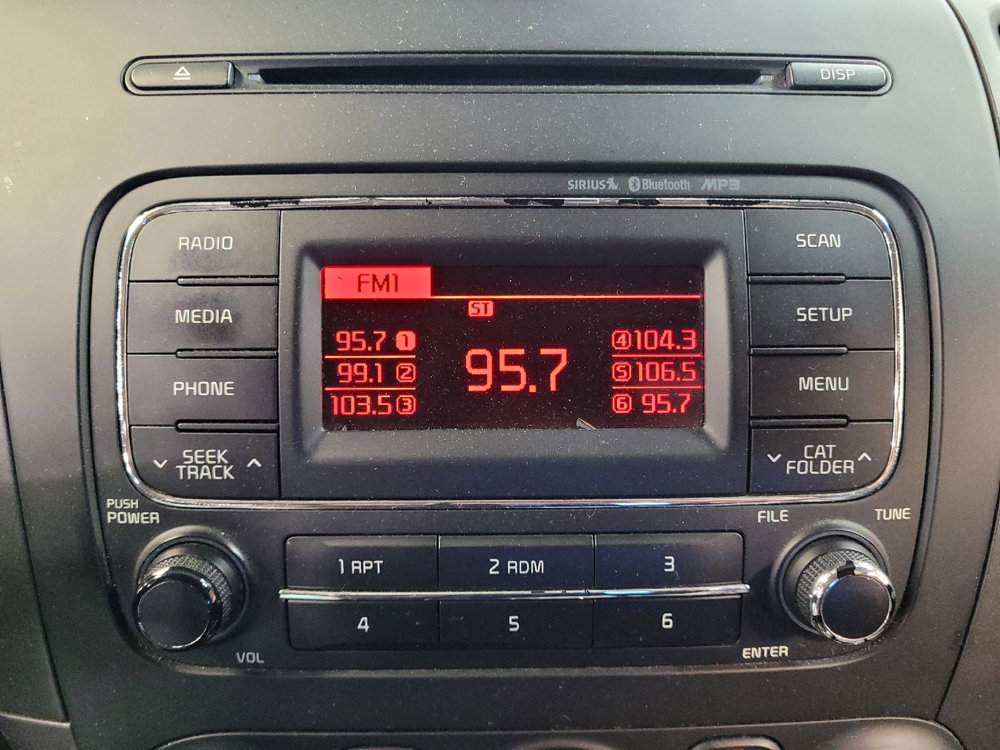 DISP
SIRIUS Bluetooth MP3
RADIO
MEDIA
PHONE
SEEK
TRACK
FM1
ST
95.7 1
99.1 2
103.5 3
95.7
4 104.3
5 106.5
6 95.7
SCAN
SETUP
MENU
CAT
FOLDER
PUSH
POWER
VOL
1 RPT
2 RDM
3
4
5
6
FILE
TUNE
ENTER